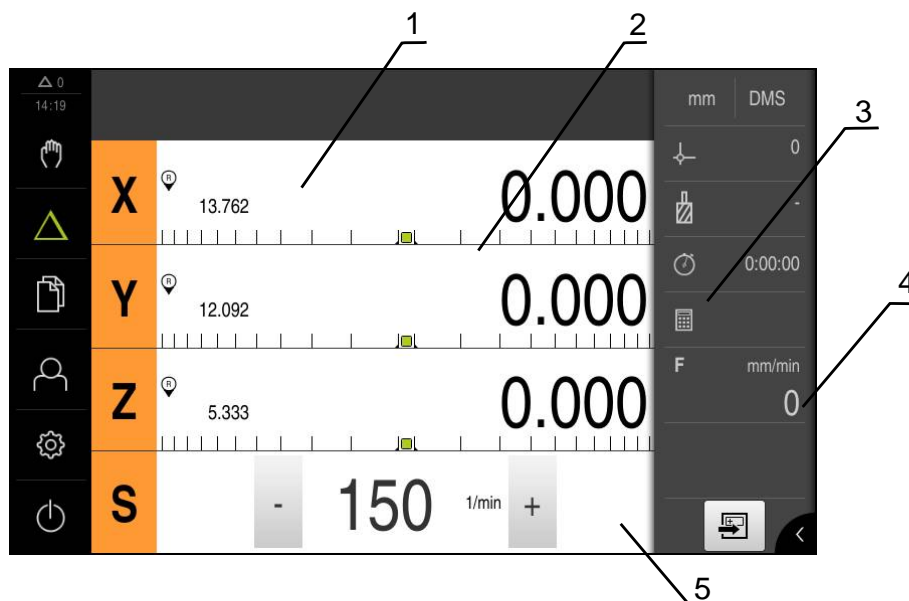 1
2
△ 0
14:19
mm DMS
3
0
X
R
13.762
0.000
-
0:00:00
Y
R
12.092
0.000
4
F mm/min
0
Z
R
5.333
0.000
S
- 150 1/min +
<
5